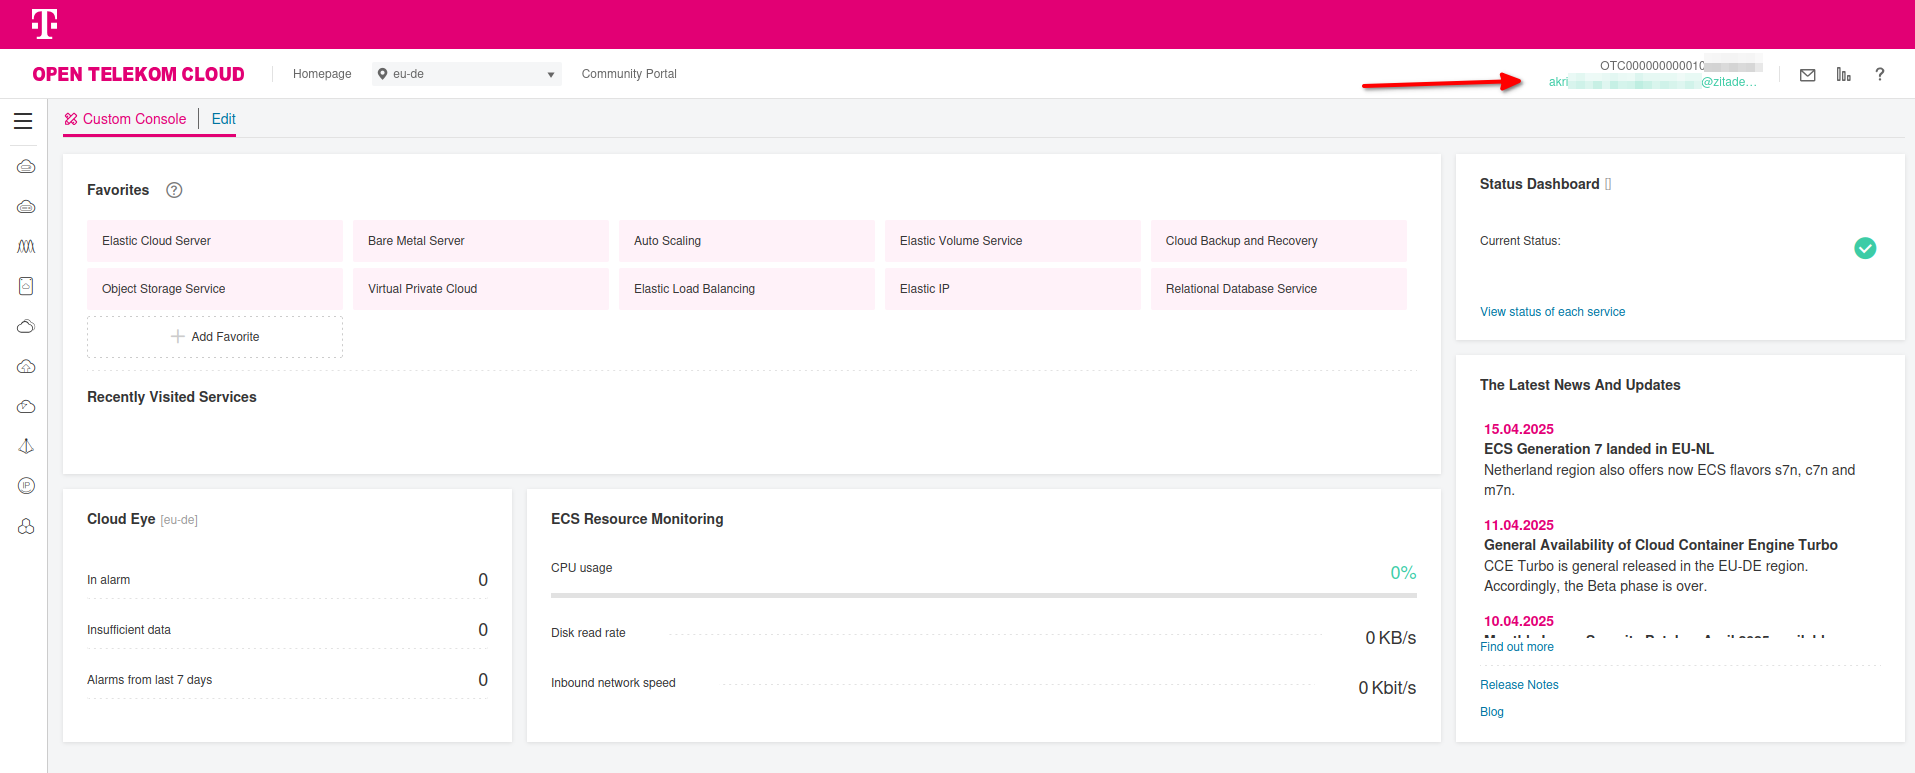 T
OPEN TELEKOM CLOUD
Homepage
eu-de
Community Portal
OTC000000000010
akri
@zitade...
?
Custom Console
Edit
Favorites ?
Elastic Cloud Server
Bare Metal Server
Auto Scaling
Elastic Volume Service
Cloud Backup and Recovery
Object Storage Service
Virtual Private Cloud
Elastic Load Balancing
Elastic IP
Relational Database Service
Add Favorite
Recently Visited Services
Cloud Eye [eu-de]
In alarm 0
Insufficient data 0
Alarms from last 7 days 0
ECS Resource Monitoring
CPU usage 0%
Disk read rate 0 KB/s
Inbound network speed 0 Kbit/s
Status Dashboard
Current Status:
View status of each service
The Latest News And Updates
15.04.2025
ECS Generation 7 landed in EU-NL
Netherland region also offers now ECS flavors s7n, c7n and
m7n.
11.04.2025
General Availability of Cloud Container Engine Turbo
CCE Turbo is general released in the EU-DE region.
Accordingly, the Beta phase is over.
10.04.2025
Find out more
Release Notes
Blog
IP